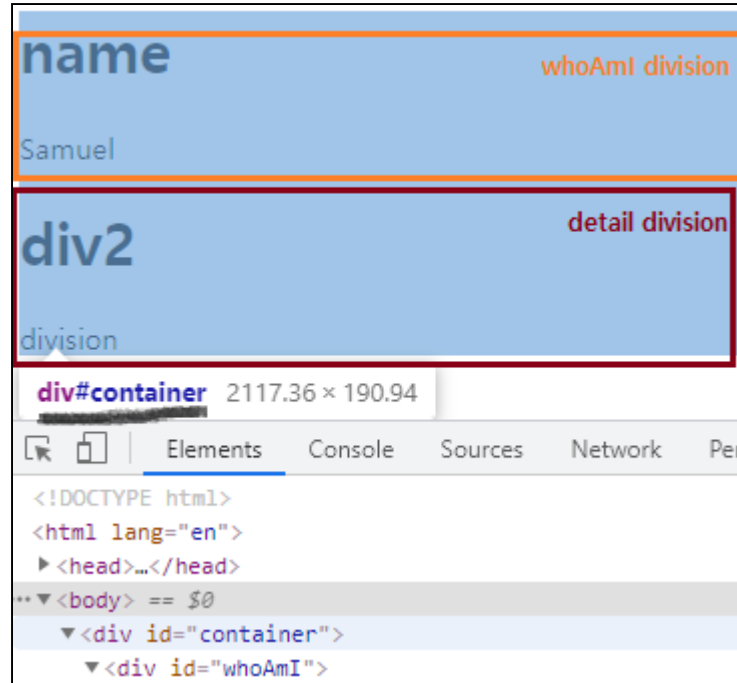 name
whoAmI division
Samuel
detail division
div2
division
div#container 2117.36 × 190.94
Elements Console Sources Network
<!DOCTYPE html>
<html lang="en">
▶<head>…</head>
…▼<body> == $0
▼<div id="container">
▼<div id="whoAmI">